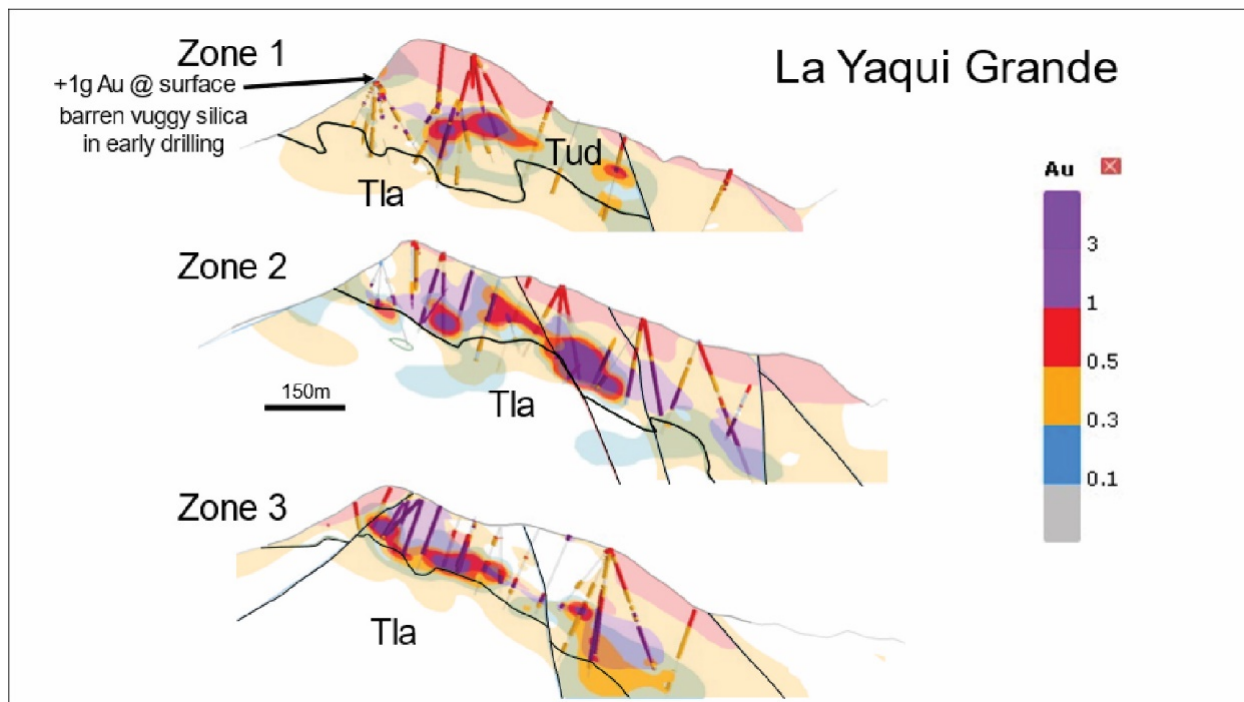 La Yaqui Grande
Zone 1
+1g Au @ surface
barren vuggy silica
in early drilling
Tud
Tla
Zone 2
150m
Tla
Zone 3
Tla
Au
3
1
0.5
0.3
0.1